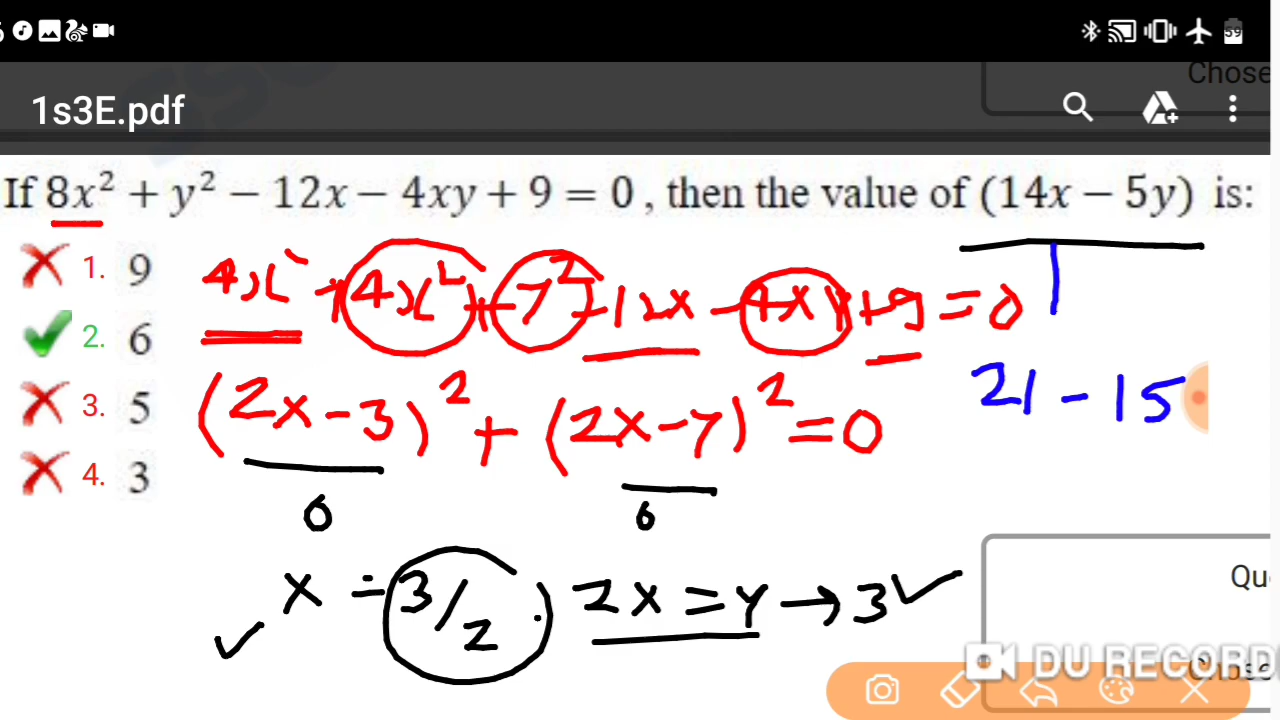 59
Chose
1s3E.pdf
If 8x² + y² − 12x − 4xy + 9 = 0 , then the value of (14x − 5y) is:
1. 9
2. 6
3. 5
4. 3
4x² + 4x² + y² - 12x - 4xy + 9 = 0
(2x - 3)² + (2x - y)² = 0
21 - 15
0 0
x = 3/2 , 2x = y → 3 ✓
✓
Qu
DU RECORD
Chose